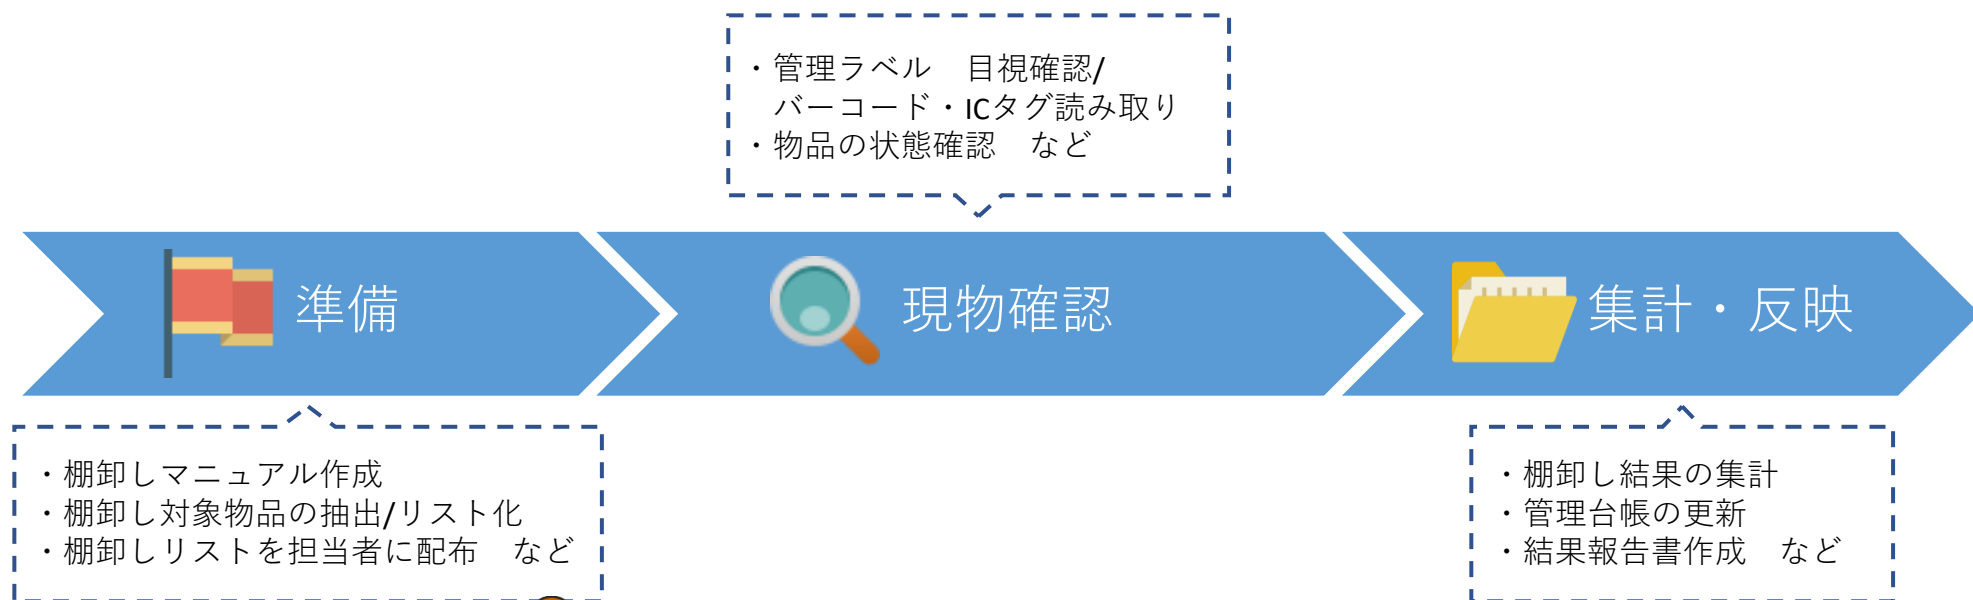 ・管理ラベル　目視確認/
バーコード・ICタグ読み取り
・物品の状態確認　など
準備
現物確認
集計・反映
・棚卸しマニュアル作成
・棚卸し対象物品の抽出/リスト化
・棚卸しリストを担当者に配布　など
・棚卸し結果の集計
・管理台帳の更新
・結果報告書作成　など